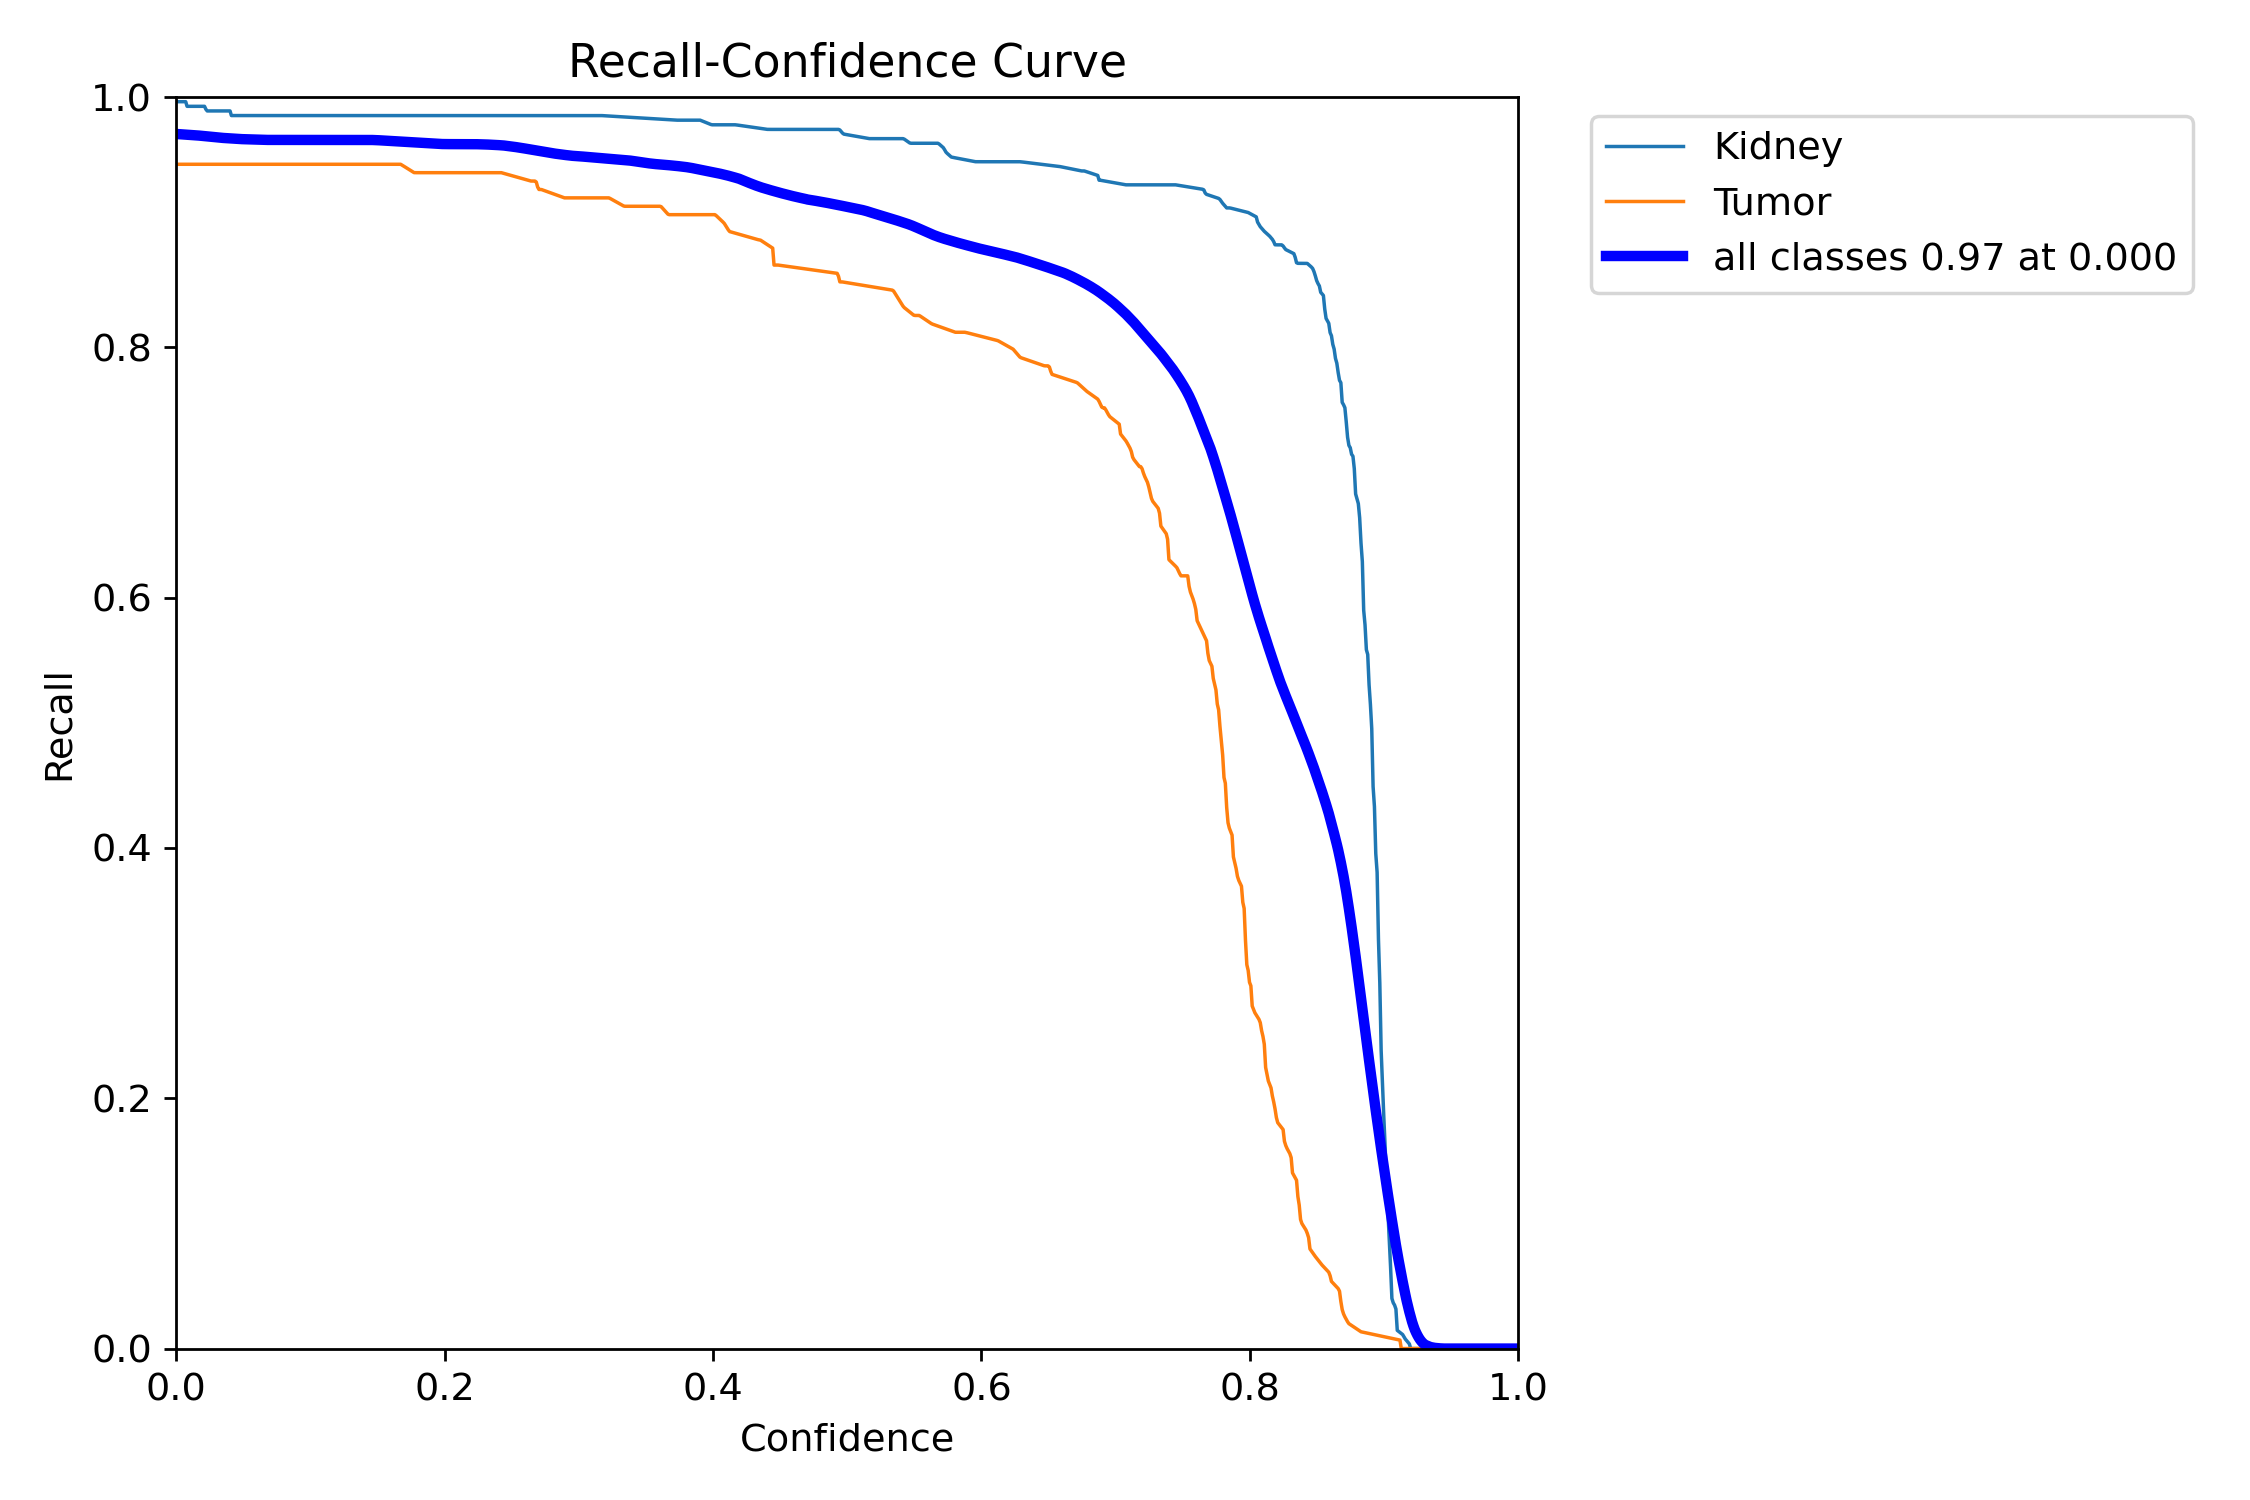 Recall-Confidence Curve
1.0
0.8
0.6
0.4
0.2
0.0
Recall
0.0 0.2 0.4 0.6 0.8 1.0
Confidence
Kidney
Tumor
all classes 0.97 at 0.000